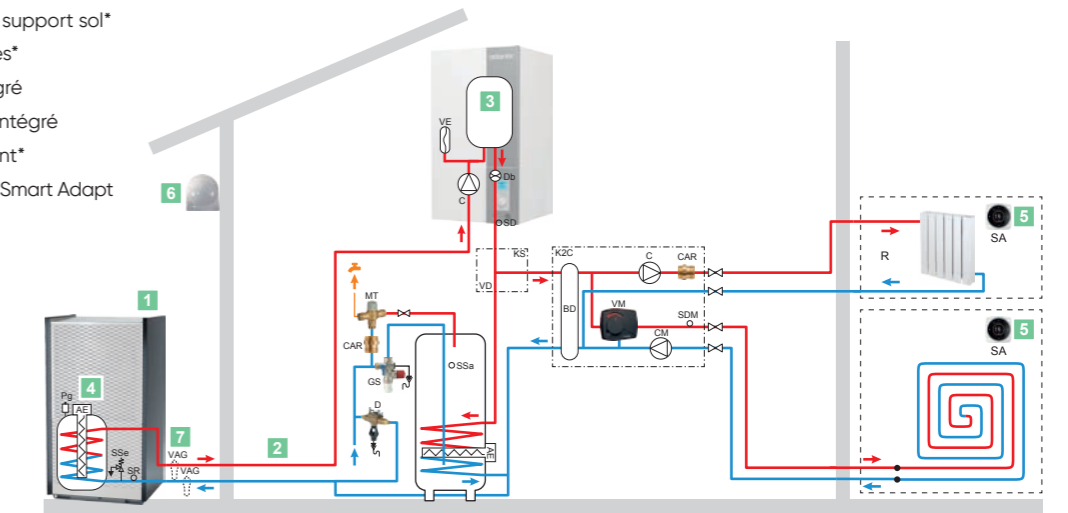 support sol*
es*
gré
ntégré
nt*
Smart Adapt
6
3
VE
C
Db
SD
KS
VD
K2C
C
CAR
BD
VM
SDM
CM
R
5
SA
5
SA
MT
CAR
GS
D
SSa
AE
1
4
Pg
AE
SSe
SR
7
VAG
VAG
2